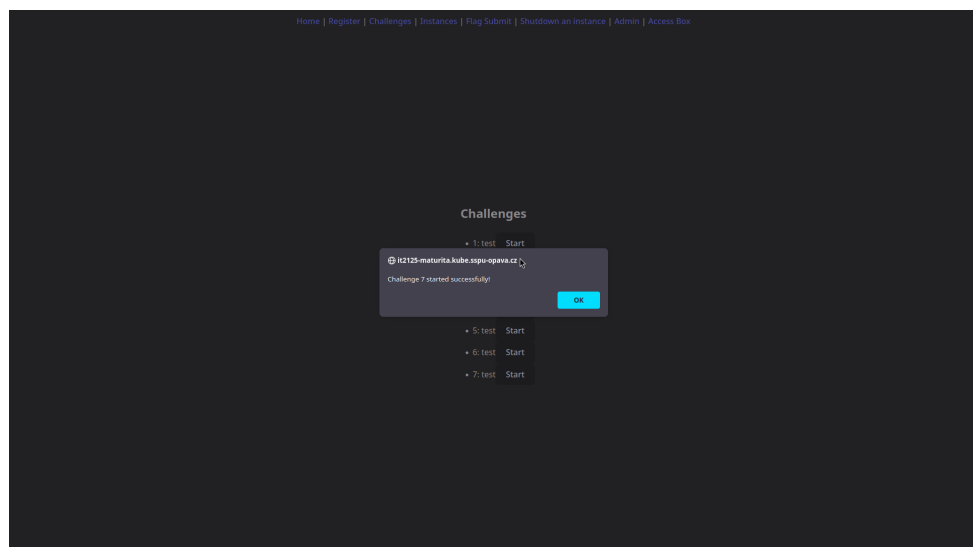 Home | Register | Challenges | Instances | Flag Submit | Shutdown an instance | Admin | Access Box
Challenges
• 1: test Start
it2125-maturita.kube.sspu-opava.cz
Challenge 7 started successfully!
OK
• 5: test Start
• 6: test Start
• 7: test Start